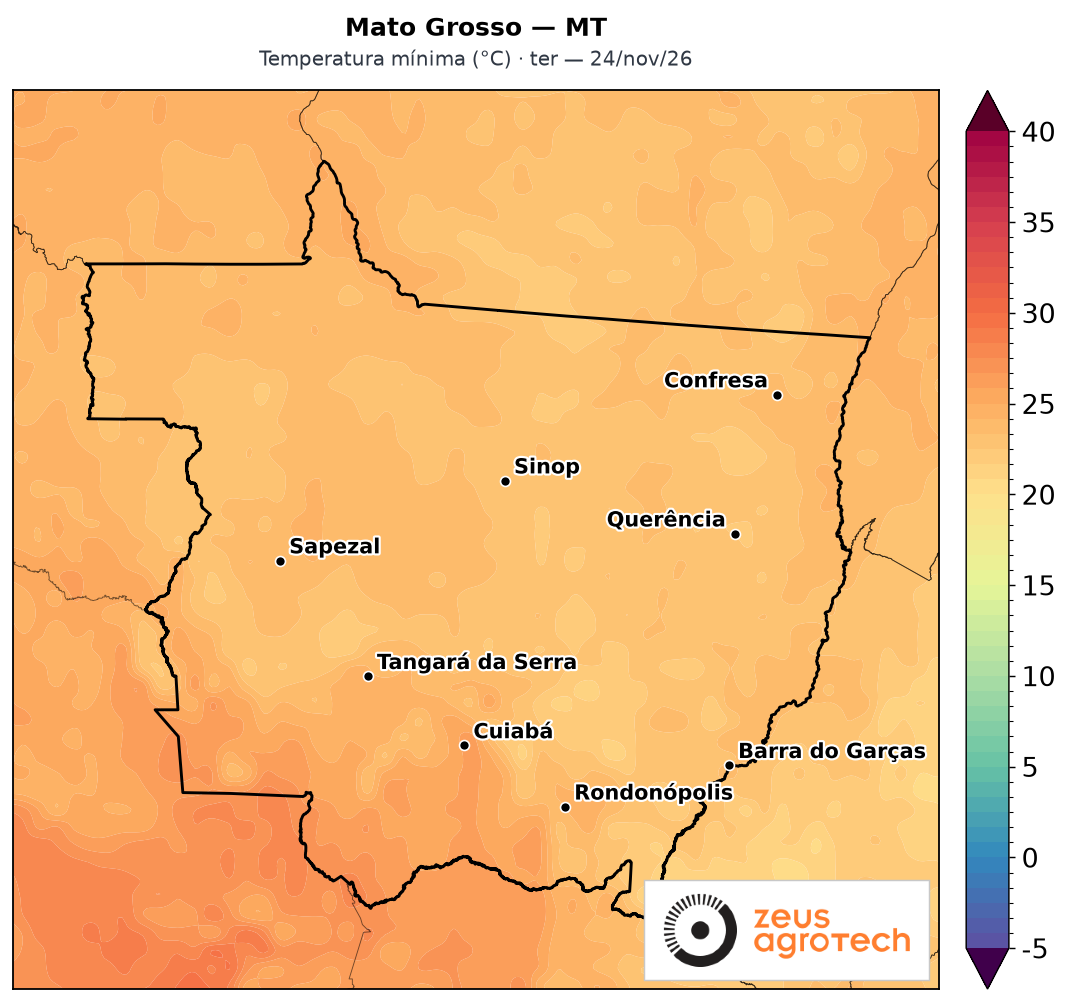 Mato Grosso — MT
Temperatura mínima (°C) · ter — 24/nov/26
40
35
30
25
20
15
10
5
0
-5
Confresa
Sinop
Querência
Sapezal
Tangará da Serra
Cuiabá
Barra do Garças
Rondonópolis
zeus
agrotech